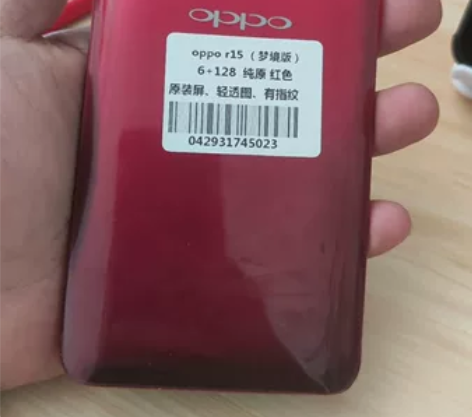 oppo
oppo r15（梦境版）
6+128 纯原 红色
原装屏、轻透图、有指纹
042931745023